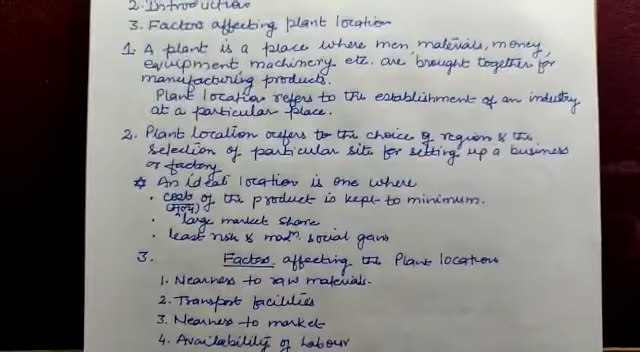 2. Introduction
3. Factors affecting plant location
1. A plant is a place where men, materials, money,
equipment, machinery etc. are brought together for
manufacturing products.
Plant location refers to the establishment of an industry
at a particular place.
2. Plant location refers to the choice of region & the
selection of particular site for setting up a business
or factory
* An ideal location is one where
· cost of the product is kept to minimum.
(मूल्य)
· large market share
· least risk & maxm social gain
3. Factors affecting the Plant location
1. Nearness to raw materials.
2. Transport facilities
3. Nearness to market
4. Availability of Labour